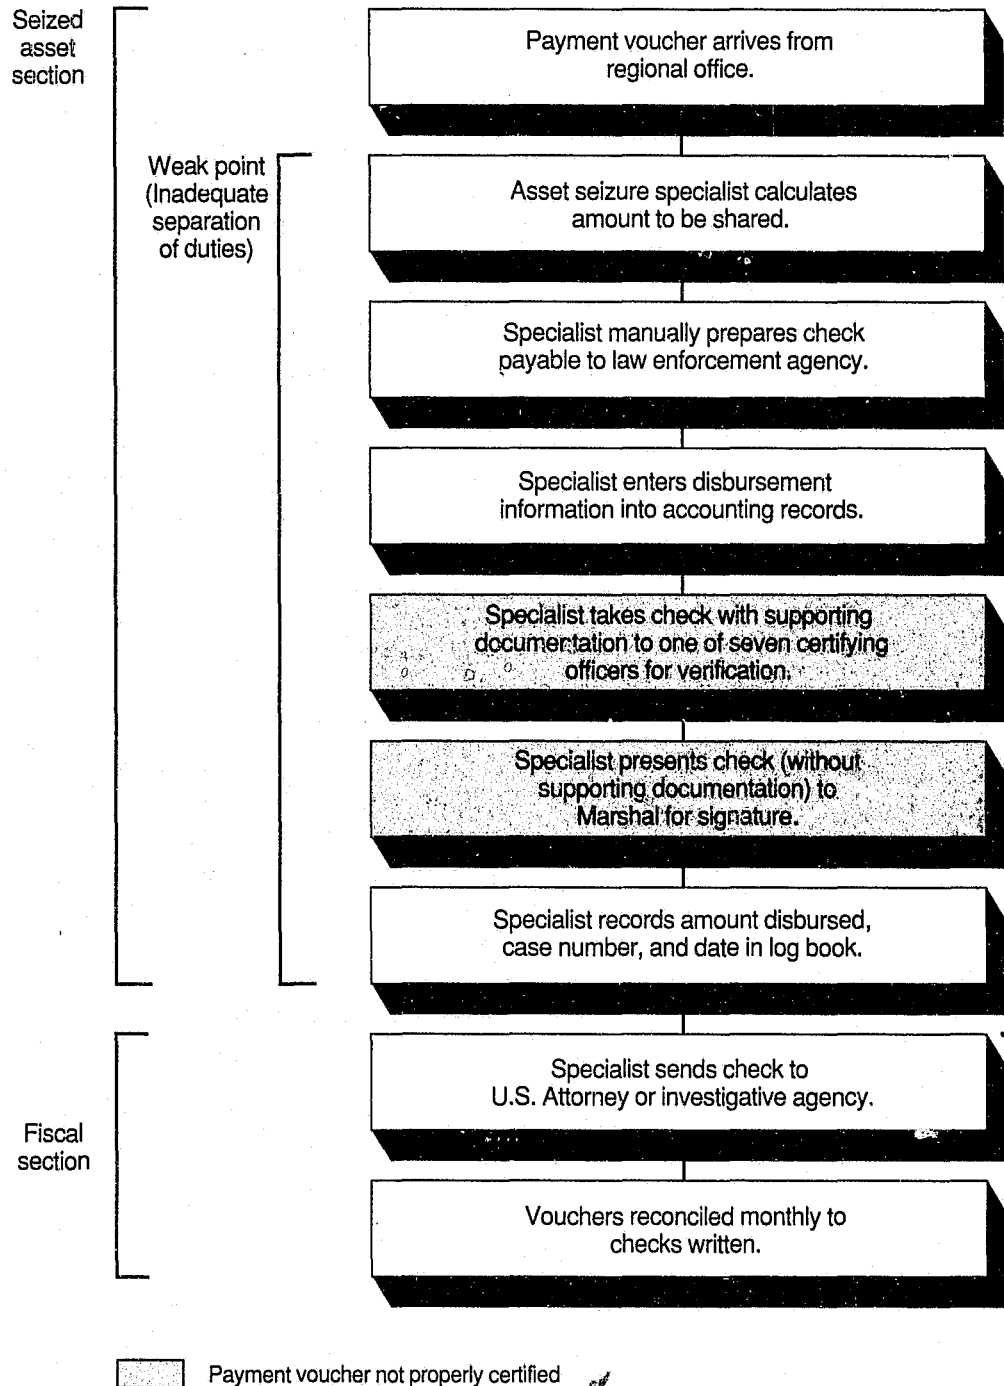 Seized
asset
section
Payment voucher arrives from
regional office.
Weak point
(Inadequate
separation
of duties)
Asset seizure specialist calculates
amount to be shared.
Specialist manually prepares check
payable to law enforcement agency.
Specialist enters disbursement
information into accounting records.
Specialist takes check with supporting
documentation to one of seven certifying
officers for verification.
Specialist presents check (without
supporting documentation) to
Marshal for signature.
Specialist records amount disbursed,
case number, and date in log book.
Fiscal
section
Specialist sends check to
U.S. Attorney or investigative agency.
Vouchers reconciled monthly to
checks written.
Payment voucher not properly certified